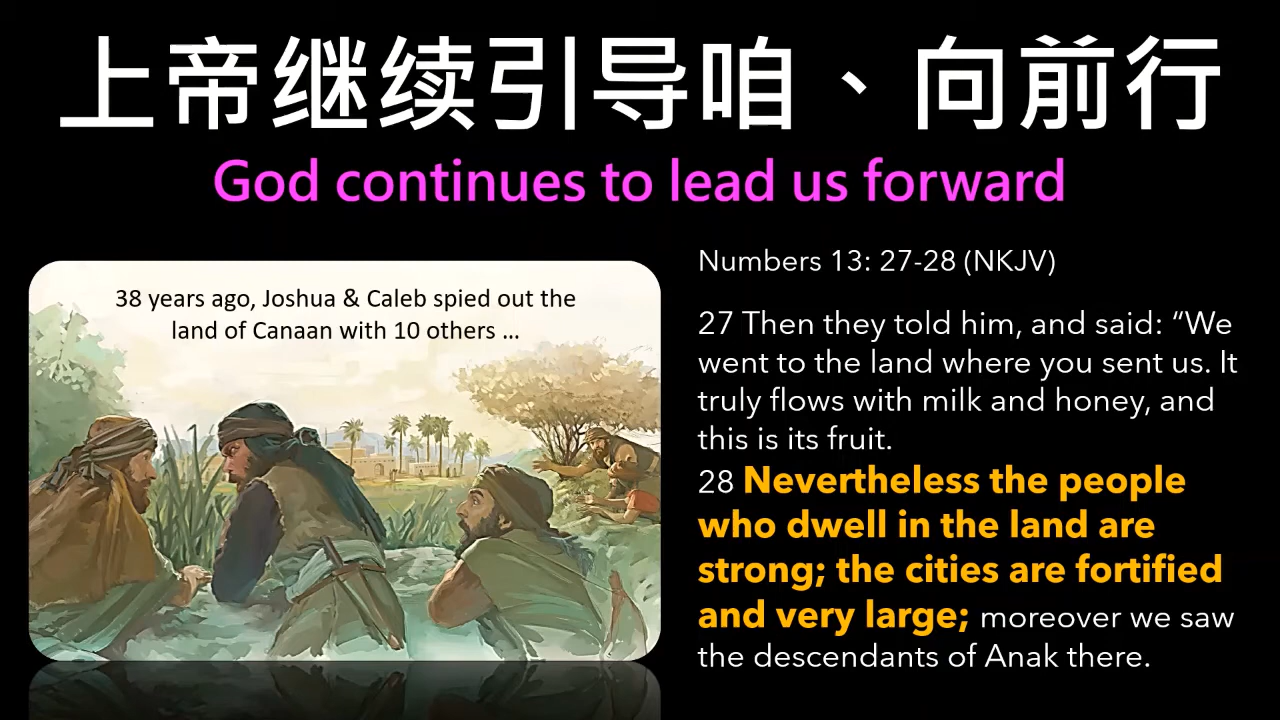 上帝继续引导咱、向前行
God continues to lead us forward
38 years ago, Joshua & Caleb spied out the
land of Canaan with 10 others ...
Numbers 13: 27-28 (NKJV)
27 Then they told him, and said: “We
went to the land where you sent us. It
truly flows with milk and honey, and
this is its fruit.
28 Nevertheless the people
who dwell in the land are
strong; the cities are fortified
and very large; moreover we saw
the descendants of Anak there.